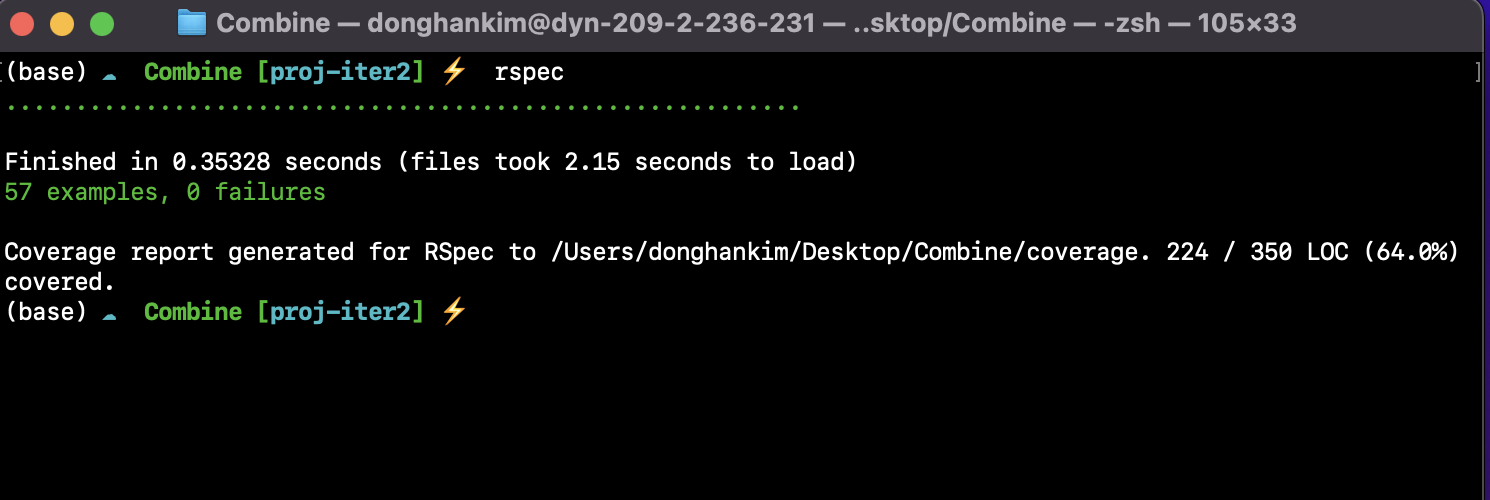 Combine — donghankim@dyn-209-2-236-231 — ..sktop/Combine — -zsh — 105×33
(base) ☁  Combine [proj-iter2] ⚡  rspec
.........................................................
Finished in 0.35328 seconds (files took 2.15 seconds to load)
57 examples, 0 failures
Coverage report generated for RSpec to /Users/donghankim/Desktop/Combine/coverage. 224 / 350 LOC (64.0%)
covered.
(base) ☁  Combine [proj-iter2] ⚡